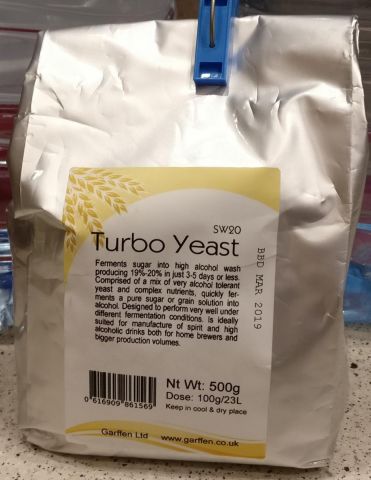 SW20
Turbo Yeast
Ferments sugar into high alcohol wash
producing 19%-20% in just 3-5 days or less.
Comprised of a mix of very alcohol tolerant
yeast and complex nutrients, quickly fer-
ments a pure sugar or grain solution into
alcohol. Designed to perform very well under
different fermentation conditions. Is ideally
suited for manufacture of spirit and high
alcoholic drinks both for home brewers and
bigger production volumes.
BBD MAR 2019
Nt Wt: 500g
Dose: 100g/23L
Keep in cool & dry place
0 616909 861569
Garffen Ltd www.garffen.co.uk